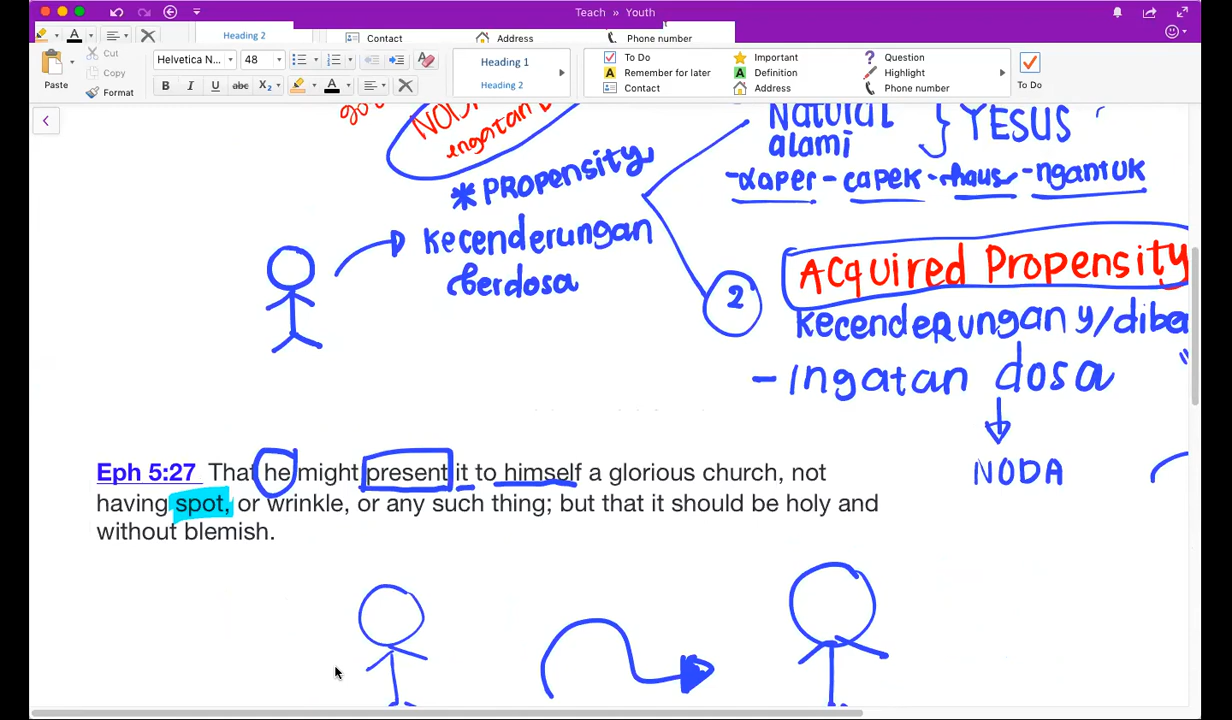 Teach » Youth
Heading 2
Contact
Address
Phone number
Paste
Cut
Copy
Format
Helvetica N...
48
B I U abc X₂ A
Heading 1
Heading 2
To Do
Remember for later
Contact
Important
Definition
Address
Question
Highlight
Phone number
To Do
ingatan
Natural
alami
} YESUS
-capek -haus -ngantuk
* PROPENSITY
kecenderungan
berdosa
2
Acquired Propensity
kecenderungan y/diba
- Ingatan dosa
NODA
Eph 5:27 That he might present it to himself a glorious church, not
having spot, or wrinkle, or any such thing; but that it should be holy and
without blemish.